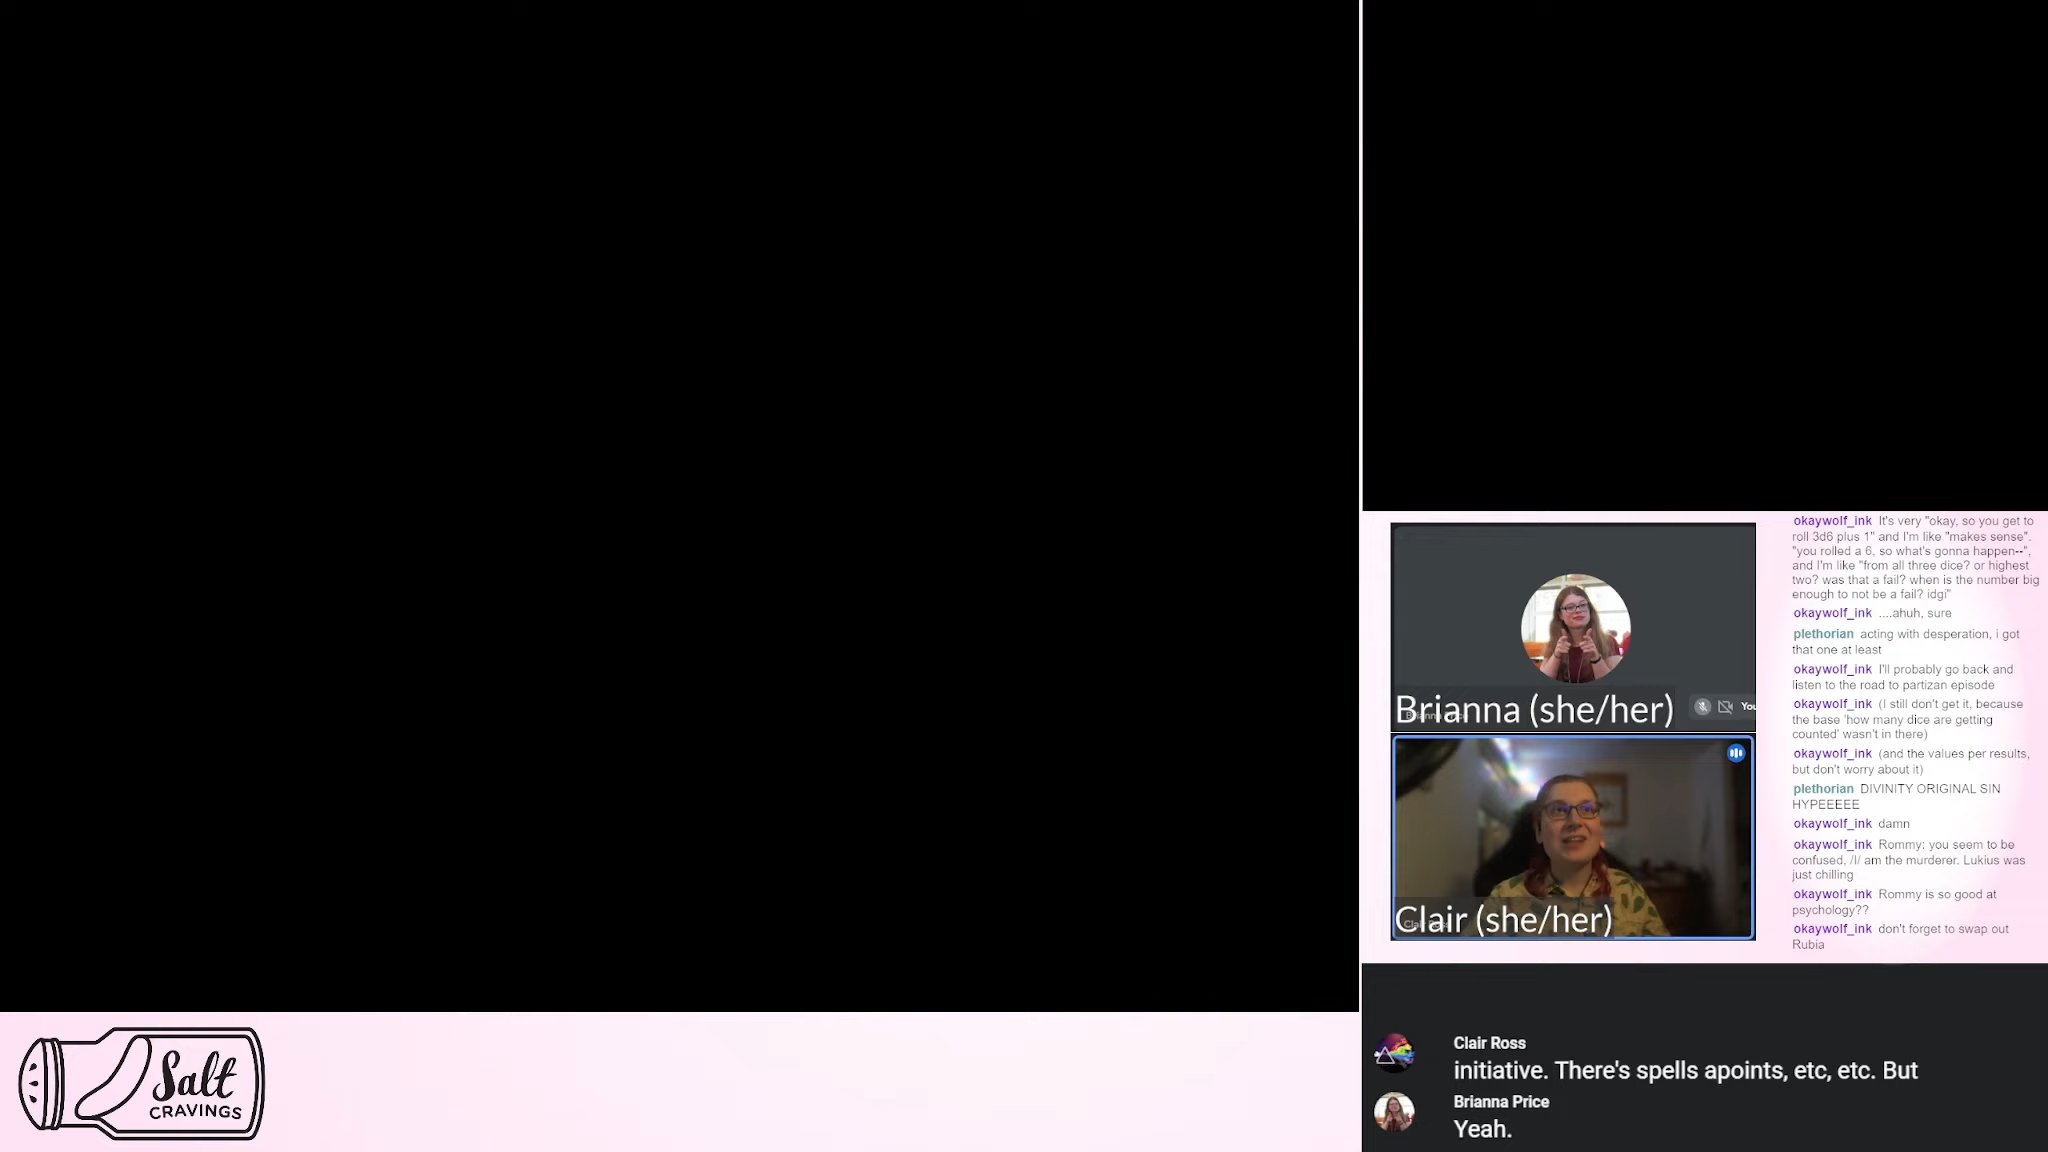 okaywolf_ink It's very "okay, so you get to
roll 3d6 plus 1" and I'm like "makes sense".
"you rolled a 6, so what's gonna happen--",
and I'm like "from all three dice? or highest
two? was that a fail? when is the number big
enough to not be a fail? idgi"
okaywolf_ink ....ahuh, sure
plethorian acting with desperation, i got
that one at least
okaywolf_ink I'll probably go back and
listen to the road to partizan episode
okaywolf_ink (I still don't get it, because
the base 'how many dice are getting
counted' wasn't in there)
okaywolf_ink (and the values per results,
but don't worry about it)
plethorian DIVINITY ORIGINAL SIN
HYPEEEEE
okaywolf_ink damn
okaywolf_ink Rommy: you seem to be
confused, /I/ am the murderer. Lukius was
just chilling
okaywolf_ink Rommy is so good at
psychology??
okaywolf_ink don't forget to swap out
Rubia
Brianna (she/her)
You
Clair (she/her)
Clair Ross
initiative. There's spells apoints, etc, etc. But
Brianna Price
Yeah.
Salt
CRAVINGS